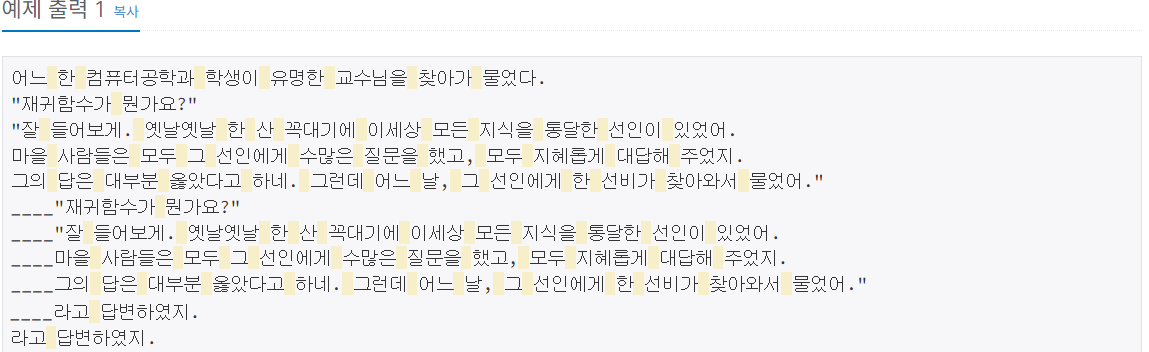 예제 출력 1 복사
어느 한 컴퓨터공학과 학생이 유명한 교수님을 찾아가 물었다.
"재귀함수가 뭔가요?"
"잘 들어보게. 옛날옛날 한 산 꼭대기에 이세상 모든 지식을 통달한 선인이 있었어.
마을 사람들은 모두 그 선인에게 수많은 질문을 했고, 모두 지혜롭게 대답해 주었지.
그의 답은 대부분 옳았다고 하네. 그런데 어느 날, 그 선인에게 한 선비가 찾아와서 물었어."
____"재귀함수가 뭔가요?"
____"잘 들어보게. 옛날옛날 한 산 꼭대기에 이세상 모든 지식을 통달한 선인이 있었어.
____마을 사람들은 모두 그 선인에게 수많은 질문을 했고, 모두 지혜롭게 대답해 주었지.
____그의 답은 대부분 옳았다고 하네. 그런데 어느 날, 그 선인에게 한 선비가 찾아와서 물었어."
____라고 답변하였지.
라고 답변하였지.